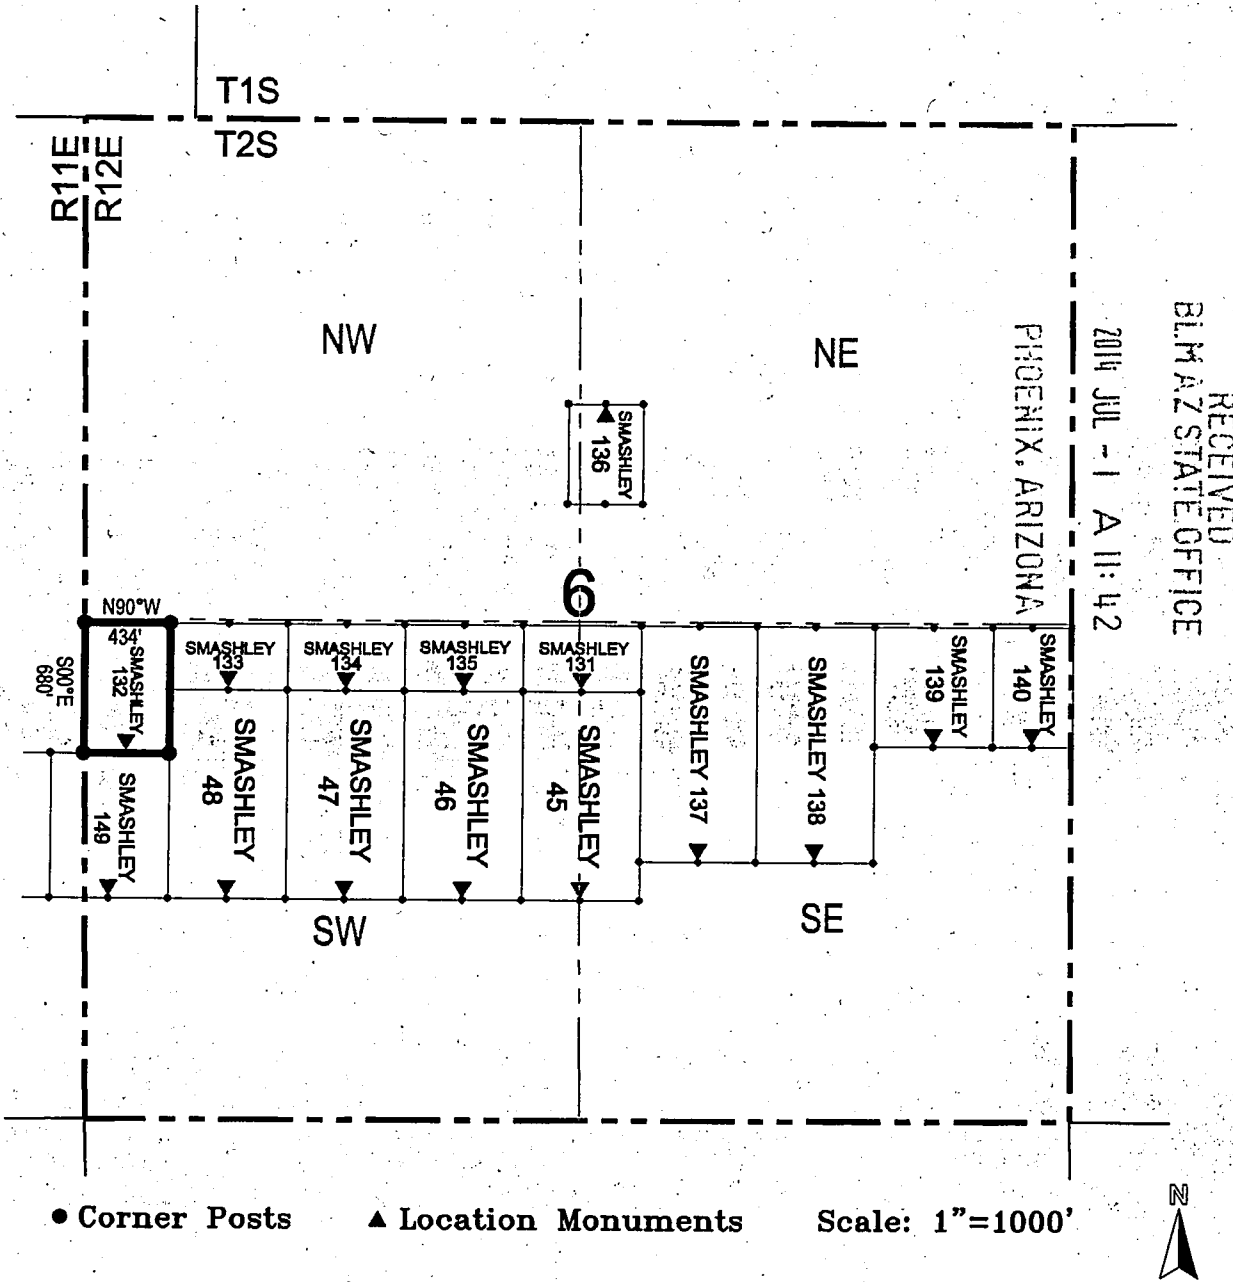 T1S
T2S
R11E
R12E
NW
NE
SMASHLEY
136
RECEIVED
BLM AZ STATE OFFICE
2014 JUL -1 A 11:42
PHOENIX, ARIZONA
6
N90°W
434'
S00°E
680'
SMASHLEY
132
SMASHLEY
133
SMASHLEY
134
SMASHLEY
135
SMASHLEY
131
SMASHLEY 137
SMASHLEY 138
SMASHLEY
139
SMASHLEY
140
SMASHLEY
149
SMASHLEY
48
SMASHLEY
47
SMASHLEY
46
SMASHLEY
45
SW
SE
Corner Posts
Location Monuments
Scale: 1"=1000'
N